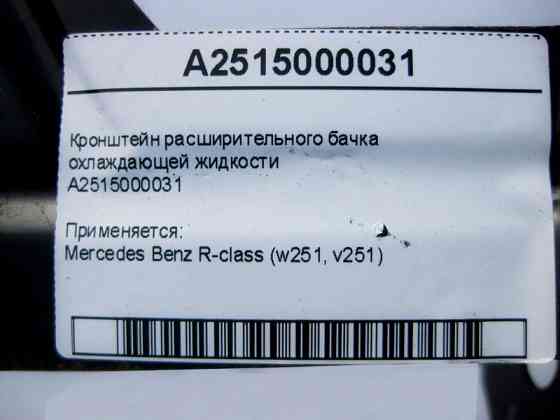 A2515000031
Кронштейн расширительного бачка
охлаждающей жидкости
A2515000031
Применяется:
Mercedes Benz R-class (w251, v251)